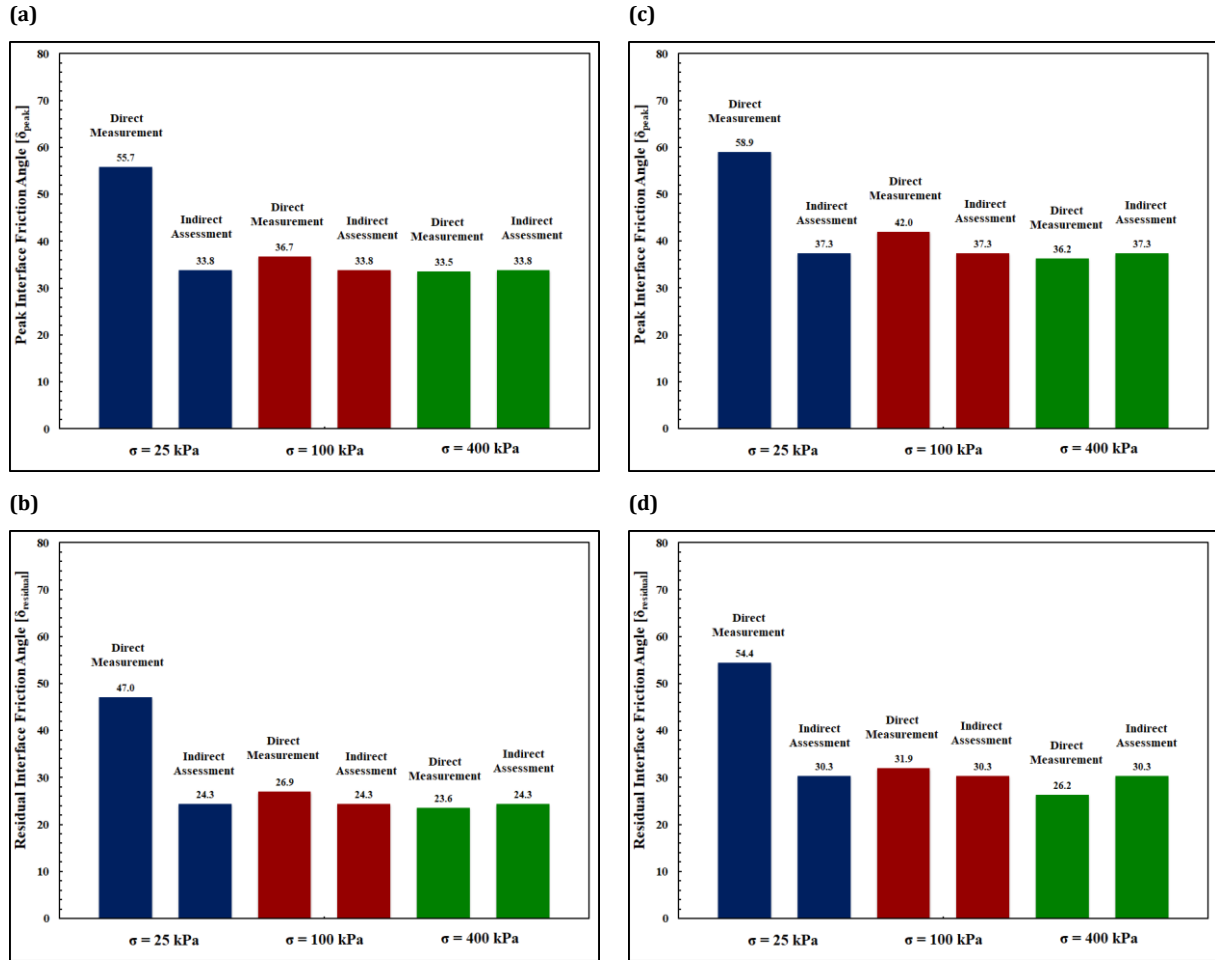 (a)
80
70
60
50
40
30
20
10
0
Peak Interface Friction Angle [δpeak]
Direct
Measurement
55.7
Indirect
Assessment
33.8
Direct
Measurement
36.7
Indirect
Assessment
33.8
Direct
Measurement
33.5
Indirect
Assessment
33.8
σ = 25 kPa
σ = 100 kPa
σ = 400 kPa
(c)
80
70
60
50
40
30
20
10
0
Peak Interface Friction Angle [δpeak]
Direct
Measurement
58.9
Indirect
Assessment
37.3
Direct
Measurement
42.0
Indirect
Assessment
37.3
Direct
Measurement
36.2
Indirect
Assessment
37.3
σ = 25 kPa
σ = 100 kPa
σ = 400 kPa
(b)
80
70
60
50
40
30
20
10
0
Residual Interface Friction Angle [δresidual]
Direct
Measurement
47.0
Indirect
Assessment
24.3
Direct
Measurement
26.9
Indirect
Assessment
24.3
Direct
Measurement
23.6
Indirect
Assessment
24.3
σ = 25 kPa
σ = 100 kPa
σ = 400 kPa
(d)
80
70
60
50
40
30
20
10
0
Residual Interface Friction Angle [δresidual]
Direct
Measurement
54.4
Indirect
Assessment
30.3
Direct
Measurement
31.9
Indirect
Assessment
30.3
Direct
Measurement
26.2
Indirect
Assessment
30.3
σ = 25 kPa
σ = 100 kPa
σ = 400 kPa